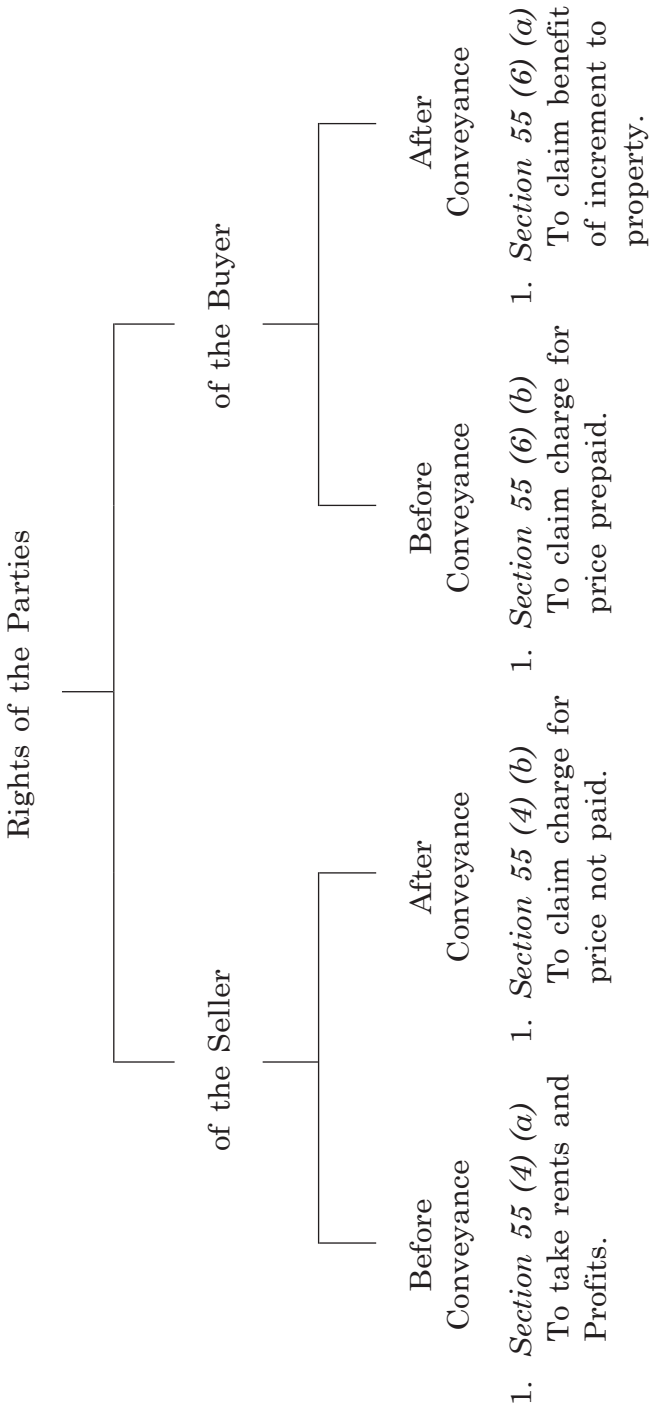 Rights of the Parties
of the Seller
of the Buyer
Before
Conveyance
After
Conveyance
Before
Conveyance
After
Conveyance
1. Section 55 (4) (a)
To take rents and
Profits.
1. Section 55 (4) (b)
To claim charge for
price not paid.
1. Section 55 (6) (b)
To claim charge for
price prepaid.
1. Section 55 (6) (a)
To claim benefit
of increment to
property.